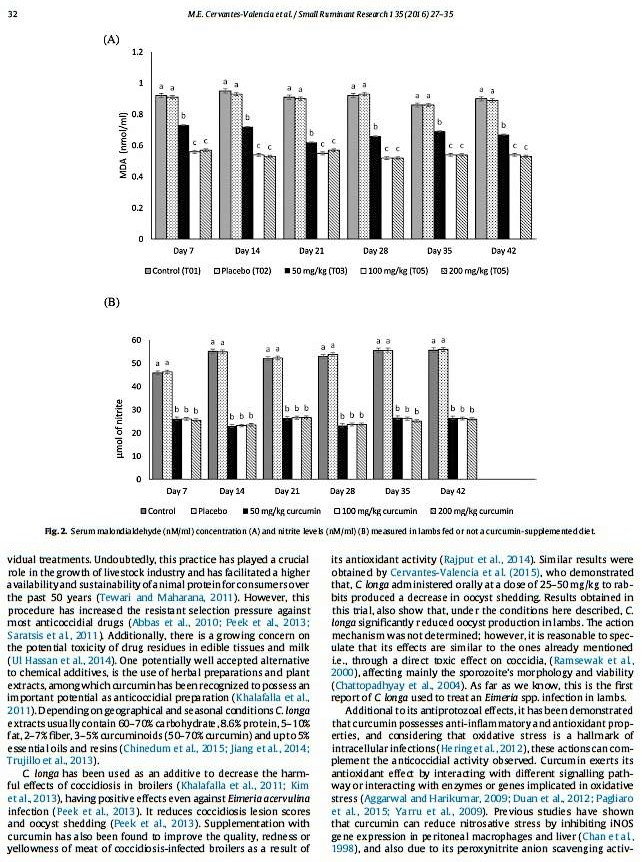 32
M.E. Cervantes-Valencia et al. / Small Ruminant Research 135 (2016) 27–35
(A)
1.2
1
0.8
0.6
0.4
0.2
0
MDA (nmol/ml)
a a b c c
a a b c c
a a b c c
a a b c c
a a b c c
a a b c c
Day 7 Day 14 Day 21 Day 28 Day 35 Day 42
Control (T01) Placebo (T02) 50 mg/kg (T03) 100 mg/kg (T05) 200 mg/kg (T05)
(B)
60
50
40
30
20
10
0
µmol of nitrite
a a b b b
a a b b b
a a b b b
a a b b b
a a b b b
a a b b b
Day 7 Day 14 Day 21 Day 28 Day 35 Day 42
Control Placebo 50 mg/kg curcumin 100 mg/kg curcumin 200 mg/kg curcumin
Fig. 2. Serum malondialdehyde (nM/ml) concentration (A) and nitrite levels (nM/ml) (B) measured in lambs fed or not a curcumin-supplemented diet.
vidual treatments. Undoubtedly, this practice has played a crucial
role in the growth of livestock industry and has facilitated a higher
availability and sustainability of animal protein for consumers over
the past 50 years (Tewari and Maharana, 2011). However, this
procedure has increased the resistant selection pressure against
most anticoccidial drugs (Abbas et al., 2010; Peek et al., 2013;
Saratsis et al., 2011). Additionally, there is a growing concern on
the potential toxicity of drug residues in edible tissues and milk
(Ul Hassan et al., 2014). One potentially well accepted alternative
to chemical additives, is the use of herbal preparations and plant
extracts, among which curcumin has been recognized to possess an
important potential as anticoccidial preparation (Khalafalla et al.,
2011). Depending on geographical and seasonal conditions C. longa
extracts usually contain 60–70% carbohydrate, 8.6% protein, 5–10%
fat, 2–7% fiber, 3–5% curcuminoids (50-70% curcumin) and up to 5%
essential oils and resins (Chinedum et al., 2015; Jiang et al., 2014;
Trujillo et al., 2013).
C. longa has been used as an additive to decrease the harm-
ful effects of coccidiosis in broilers (Khalafalla et al., 2011; Kim
et al., 2013), having positive effects even against Eimeria acervulina
infection (Peek et al., 2013). It reduces coccidiosis lesion scores
and oocyst shedding (Peek et al., 2013). Supplementation with
curcumin has also been found to improve the quality, redness or
yellowness of meat of coccidiosis-infected broilers as a result of
its antioxidant activity (Rajput et al., 2014). Similar results were
obtained by Cervantes-Valencia et al. (2015), who demonstrated
that, C. longa administered orally at a dose of 25–50 mg/kg to rab-
bits produced a decrease in oocyst shedding. Results obtained in
this trial, also show that, under the conditions here described, C.
longa significantly reduced oocyst production in lambs. The action
mechanism was not determined; however, it is reasonable to spec-
ulate that its effects are similar to the ones already mentioned
i.e., through a direct toxic effect on coccidia, (Ramsewak et al.,
2000), affecting mainly the sporozoite's morphology and viability
(Chattopadhyay et al., 2004). As far as we know, this is the first
report of C. longa used to treat an Eimeria spp. infection in lambs.
Additional to its antiprotozoal effects, it has been demonstrated
that curcumin possesses anti-inflammatory and antioxidant prop-
erties, and considering that oxidative stress is a hallmark of
intracellular infections (Hering et al., 2012), these actions can com-
plement the anticoccidial activity observed. Curcumin exerts its
antioxidant effect by interacting with different signalling path-
way or interacting with enzymes or genes implicated in oxidative
stress (Aggarwal and Harikumar, 2009; Duan et al., 2012; Pagliaro
et al., 2015; Yarru et al., 2009). Previous studies have shown
that curcumin can reduce nitrosative stress by inhibiting iNOS
gene expression in peritoneal macrophages and liver (Chan et al.,
1998), and also due to its peroxynitrite anion scavenging activ-